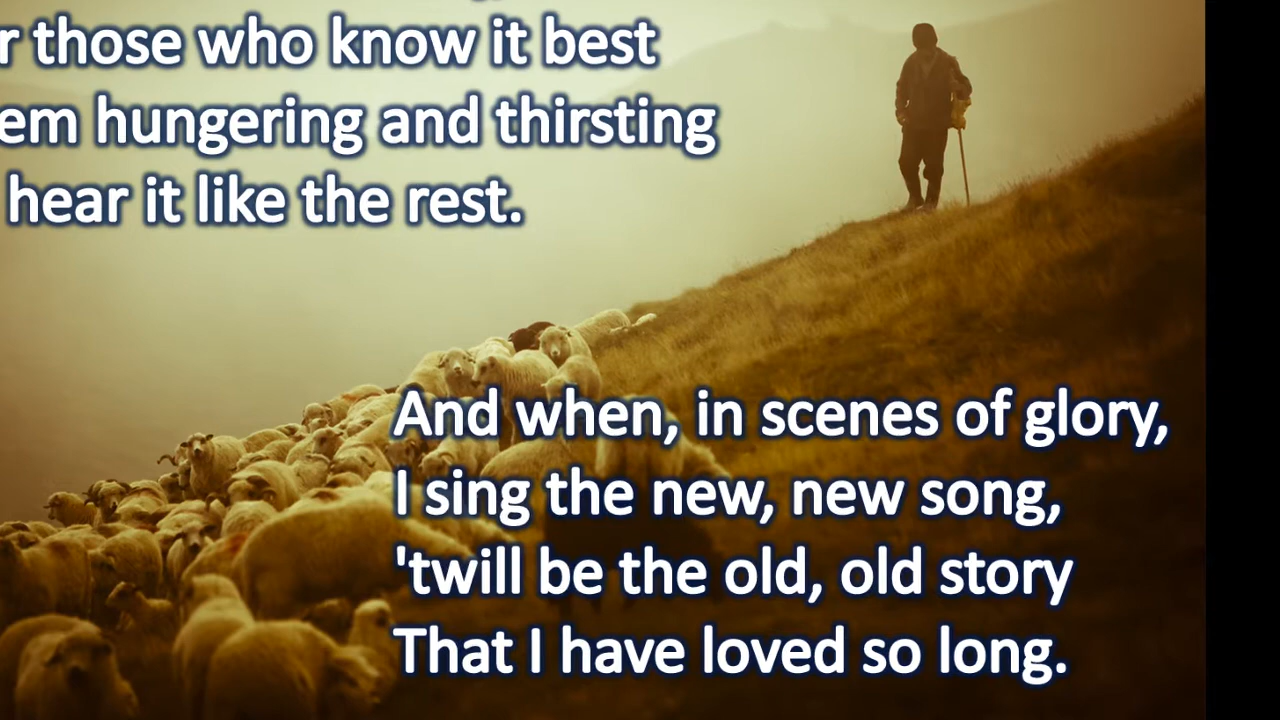 those who know it best
hungering and thirsting
hear it like the rest.
And when, in scenes of glory,
I sing the new, new song,
'twill be the old, old story
That I have loved so long.